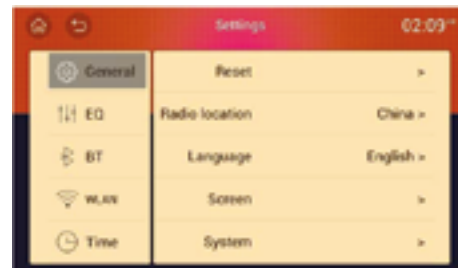 Settings
02:09
General
EQ
BT
WLAN
Time
Reset >
Radio location China >
Language English >
Screen >
System >